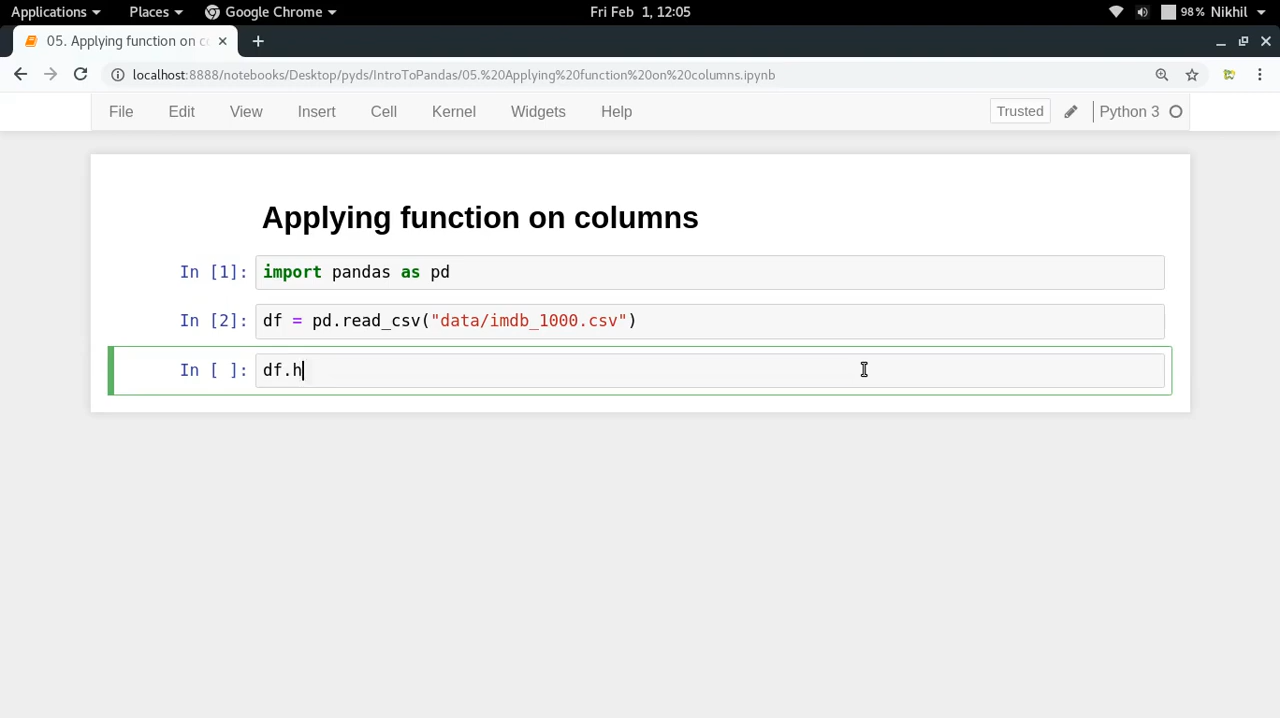 Applications Places Google Chrome Fri Feb 1, 12:05 98% Nikhil
05. Applying function on c
localhost:8888/notebooks/Desktop/pyds/IntroToPandas/05.%20Applying%20function%20on%20columns.ipynb
File Edit View Insert Cell Kernel Widgets Help Trusted Python 3
Applying function on columns
In [1]: import pandas as pd
In [2]: df = pd.read_csv("data/imdb_1000.csv")
In [ ]: df.h